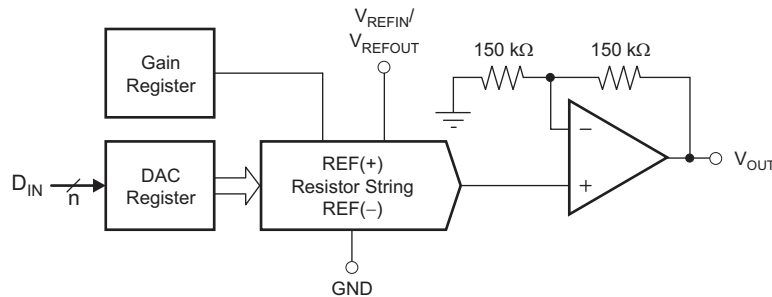 V_REFIN/
V_REFOUT
150 kΩ
150 kΩ
Gain
Register
REF(+)
Resistor String
REF(−)
DAC
Register
D_IN
n
−
+
V_OUT
GND